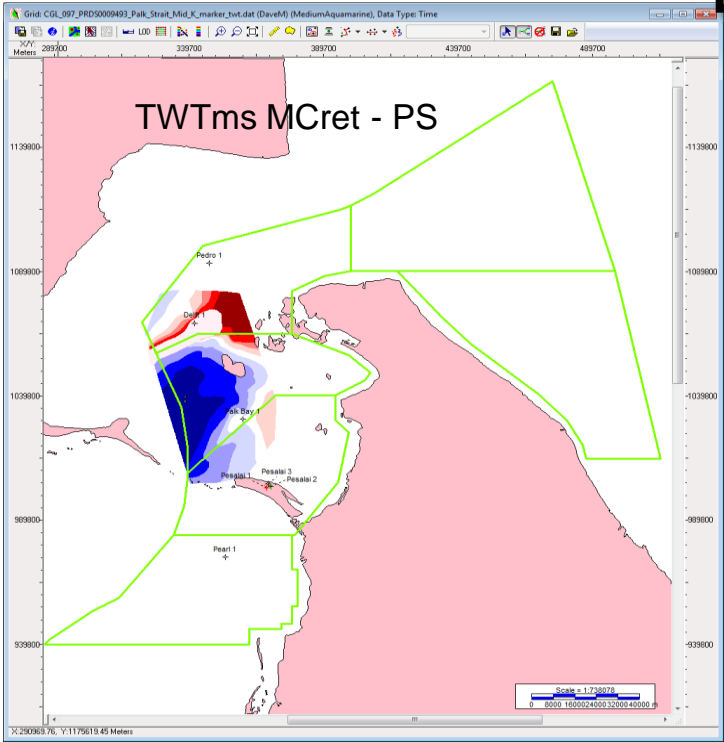 Grid: CGL_097_PRDS0009493_Palk_Strait_Mid_K_marker_twt.dat (DaveM) (MediumAquamarine), Data Type: Time
LOD
X/Y:
Meters
289700 339700 389700 439700 489700
TWTms MCret - PS
1139800 1139800
Pedro 1
1089800 1089800
Delft 1
1039800 1039800
Palk Bay 1
Pesalai 3
Pesalai 1 Pesalai 2
989800 989800
Pearl 1
939800 939800
Scale = 1:738078
0 8000 16000 24000 32000 40000 m
X:290969.76, Y:1175619.45 Meters